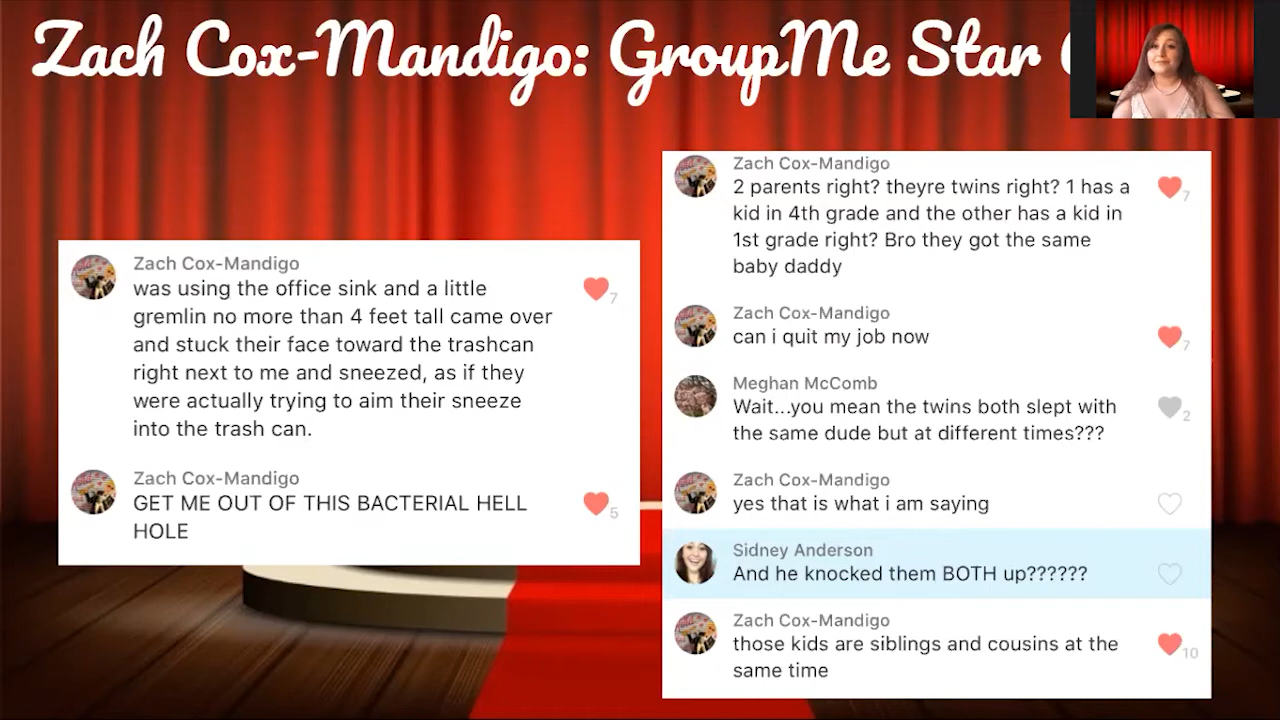 Zach Cox-Mandigo: GroupMe Star
Zach Cox-Mandigo
was using the office sink and a little
gremlin no more than 4 feet tall came over
and stuck their face toward the trashcan
right next to me and sneezed, as if they
were actually trying to aim their sneeze
into the trash can.
7
Zach Cox-Mandigo
GET ME OUT OF THIS BACTERIAL HELL
HOLE
5
Zach Cox-Mandigo
2 parents right? theyre twins right? 1 has a
kid in 4th grade and the other has a kid in
1st grade right? Bro they got the same
baby daddy
7
Zach Cox-Mandigo
can i quit my job now
7
Meghan McComb
Wait...you mean the twins both slept with
the same dude but at different times???
2
Zach Cox-Mandigo
yes that is what i am saying
Sidney Anderson
And he knocked them BOTH up??????
Zach Cox-Mandigo
those kids are siblings and cousins at the
same time
10